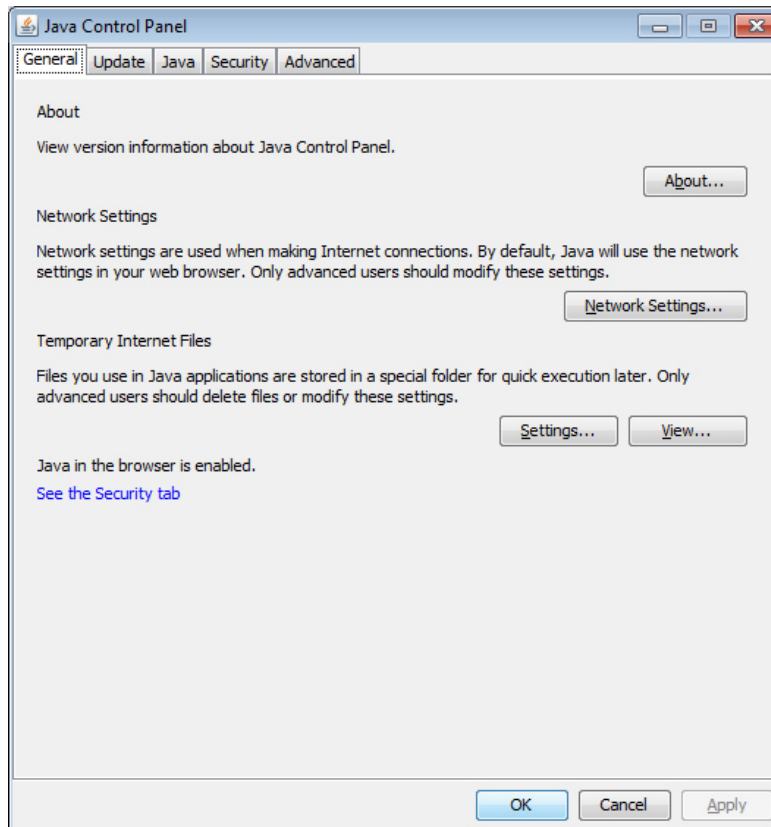 Java Control Panel
General Update Java Security Advanced
About
View version information about Java Control Panel.
About...
Network Settings
Network settings are used when making Internet connections. By default, Java will use the network
settings in your web browser. Only advanced users should modify these settings.
Network Settings...
Temporary Internet Files
Files you use in Java applications are stored in a special folder for quick execution later. Only
advanced users should delete files or modify these settings.
Settings... View...
Java in the browser is enabled.
See the Security tab
OK Cancel Apply